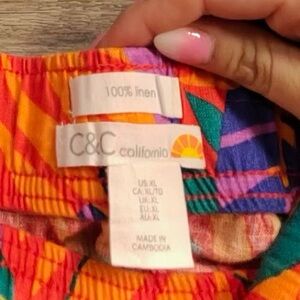 100% linen
C&C california
US: XL
CA: XL/TG
UK: XL
EU: XL
AU: XL
MADE IN
CAMBODIA